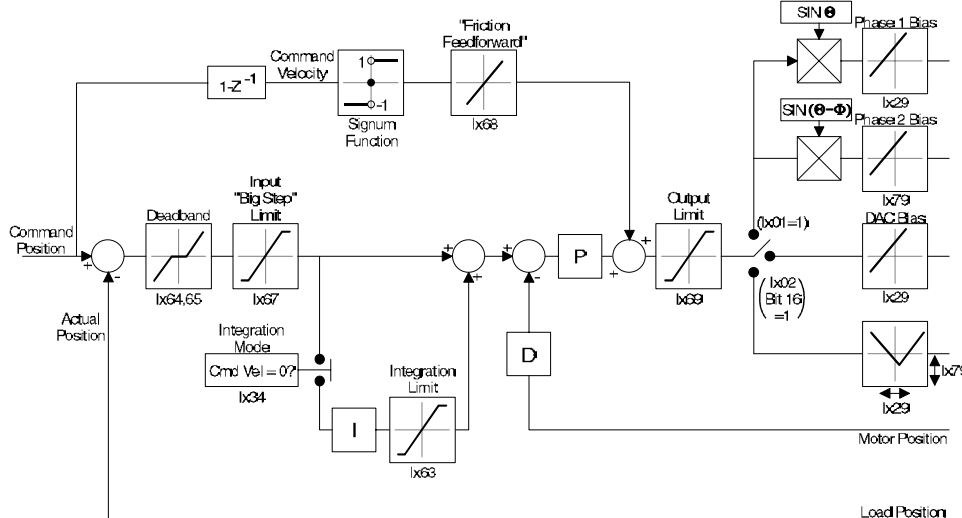 SIN Θ
Phase 1 Bias
Ix29
SIN(Θ-Φ)
Phase 2 Bias
Ix79
"Friction
Feedforward"
Ix68
Command
Velocity
1
-1
Signum
Function
1-Z⁻¹
Input
"Big Step"
Limit
Ix67
Deadband
Ix64,65
Command
Position
+
-
Actual
Position
Integration
Mode
Cmd Vel = 0?
Ix34
I
Integration
Limit
Ix63
+
+
+
-
P
D
+
+
Output
Limit
Ix69
(Ix01=1)
(Ix02
Bit 16
=1)
DAC Bias
Ix29
Ix79
Ix29
Motor Position
Load Position